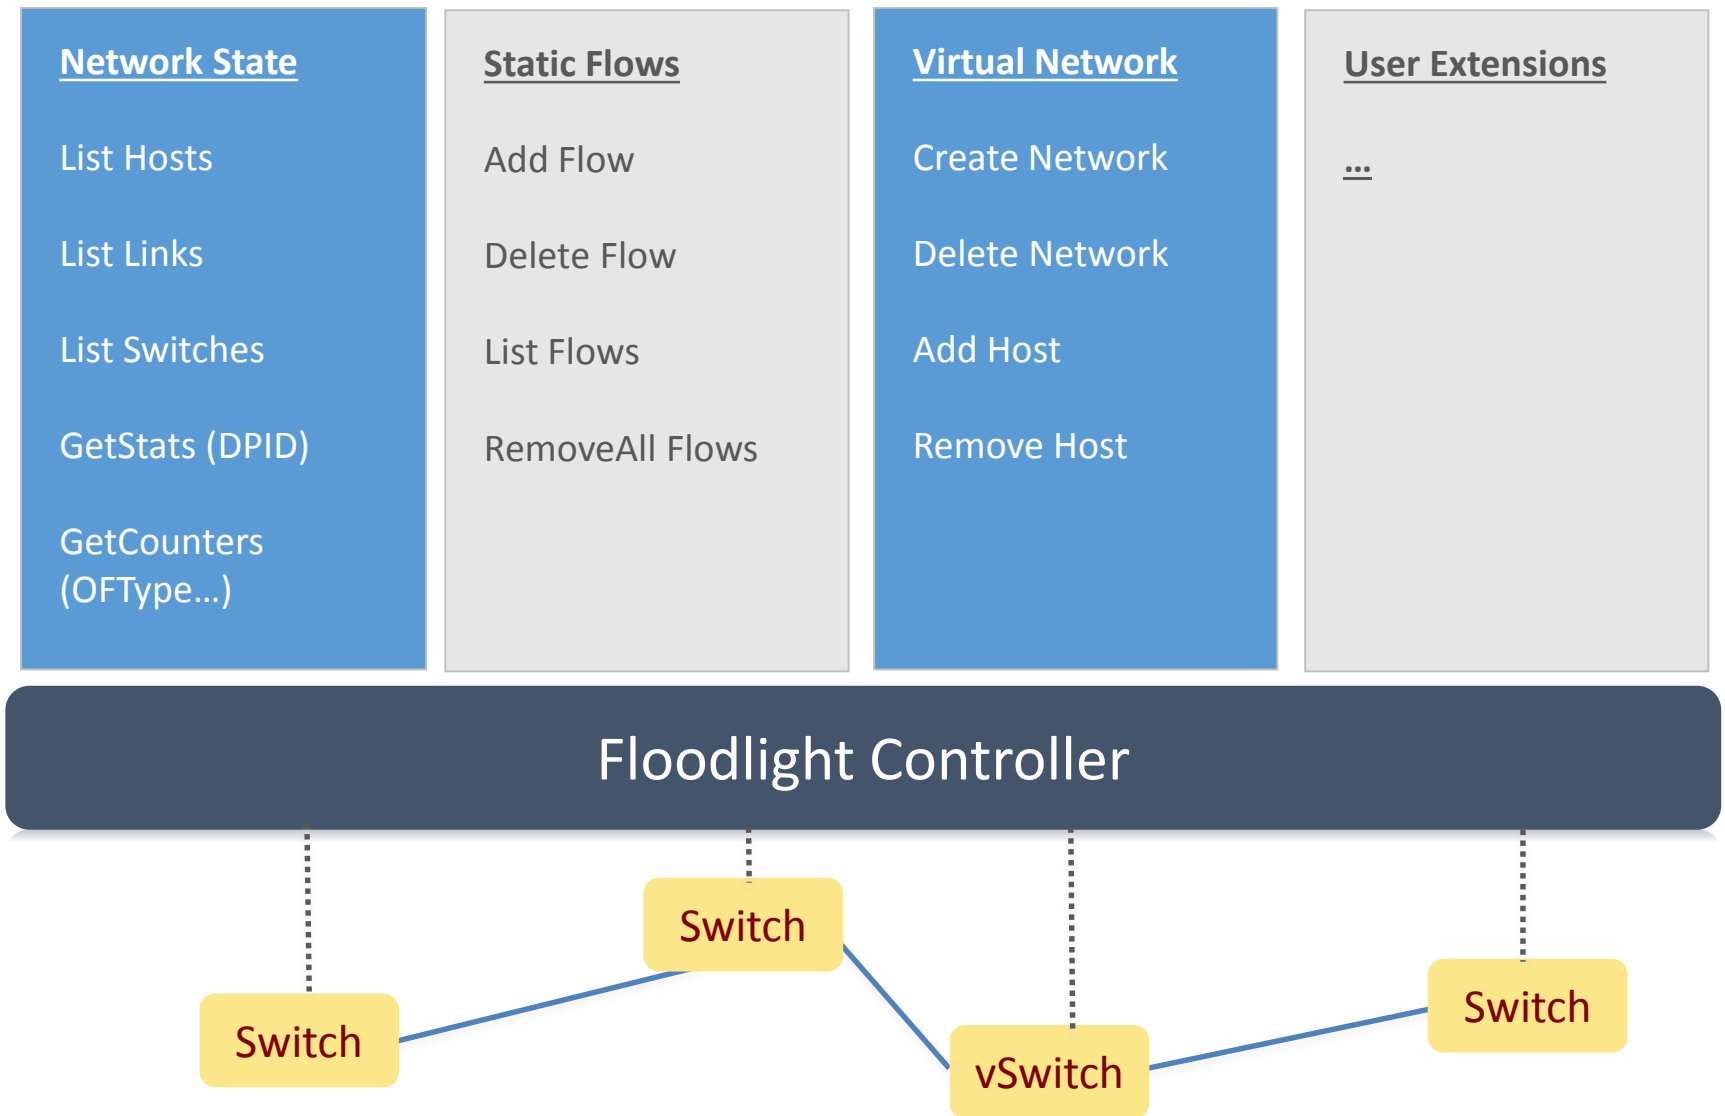 Network State
List Hosts
List Links
List Switches
GetStats (DPID)
GetCounters
(OFType...)
Static Flows
Add Flow
Delete Flow
List Flows
RemoveAll Flows
Virtual Network
Create Network
Delete Network
Add Host
Remove Host
User Extensions
...
Floodlight Controller
Switch
Switch
vSwitch
Switch